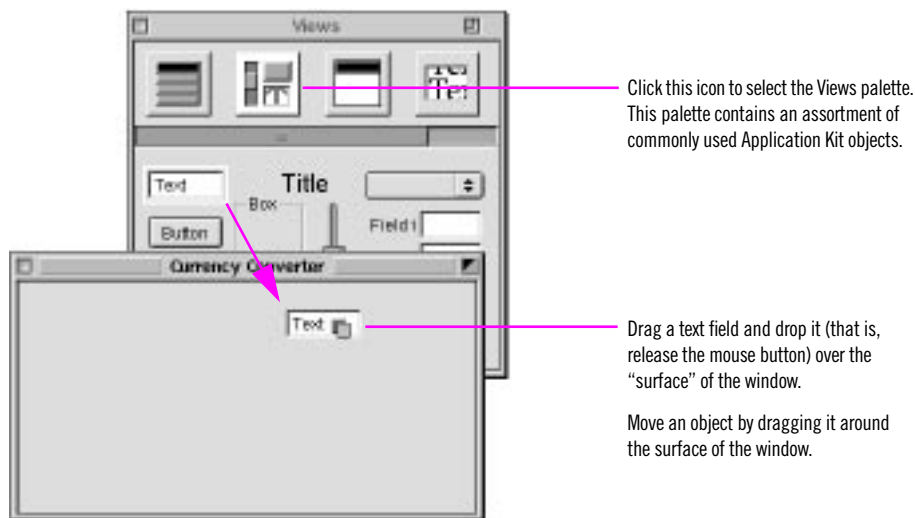 Views
Click this icon to select the Views palette.
This palette contains an assortment of
commonly used Application Kit objects.
Text
Title
Box
Button
Field1
Currency Converter
Text
Drag a text field and drop it (that is,
release the mouse button) over the
“surface” of the window.
Move an object by dragging it around
the surface of the window.